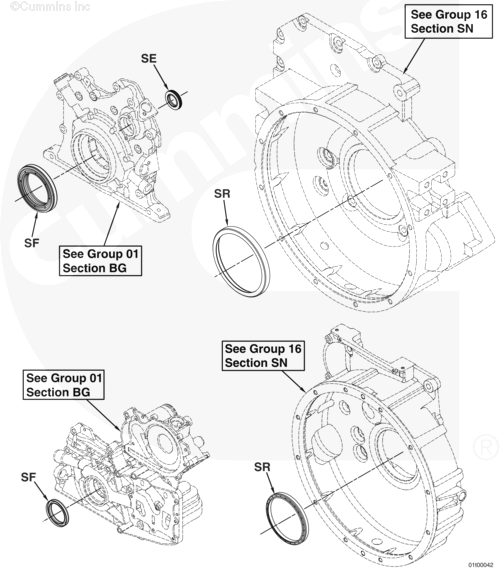 ©Cummins Inc
See Group 16
Section SN
SE
SR
SF
See Group 01
Section BG
See Group 16
Section SN
See Group 01
Section BG
SF
SR
Cummins
®
01t00042